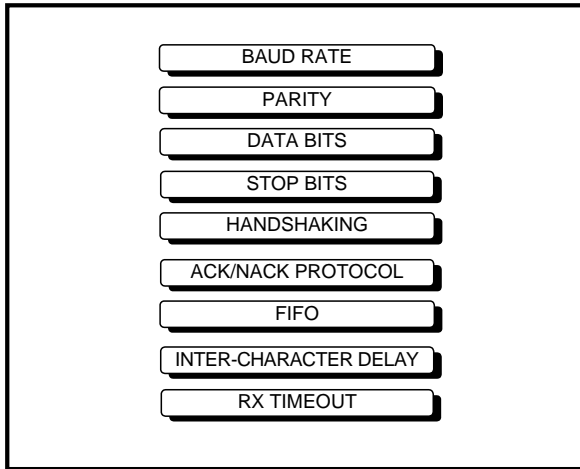 BAUD RATE
PARITY
DATA BITS
STOP BITS
HANDSHAKING
ACK/NACK PROTOCOL
FIFO
INTER-CHARACTER DELAY
RX TIMEOUT